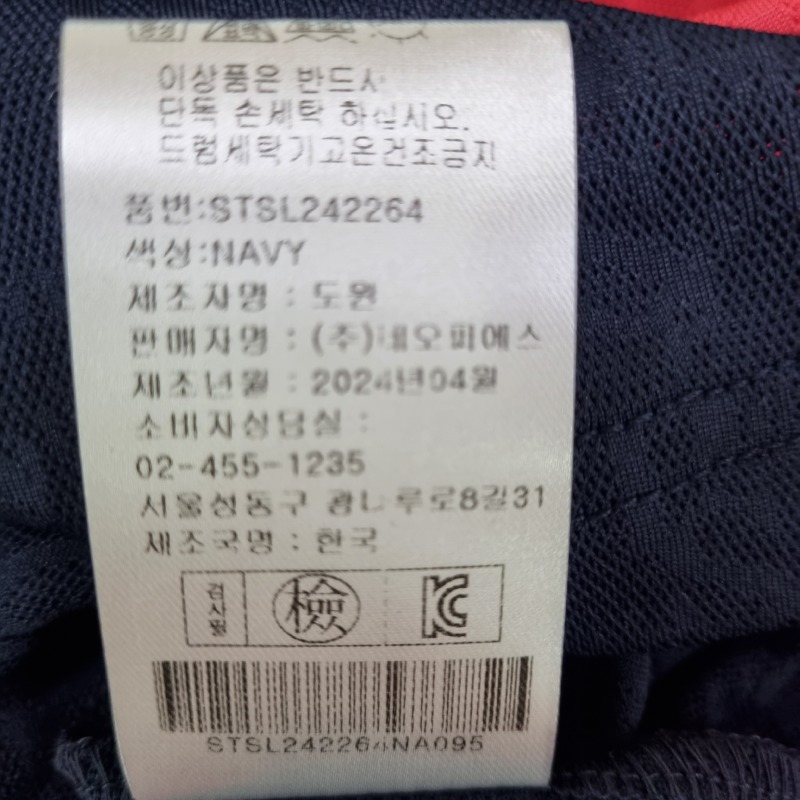 이상품은 반드시
단독 손세탁 하십시오.
드럼세탁기고온건조금지
품번:STSL242264
색상:NAVY
제조자명 : 도원
판매자명 : (주)네오피에스
제조년월 : 2024년04월
소비자상담실 :
02-455-1235
서울성동구 광나루로8길31
제조국명 : 한국
검사필 檢 KC
STSL242264NA095